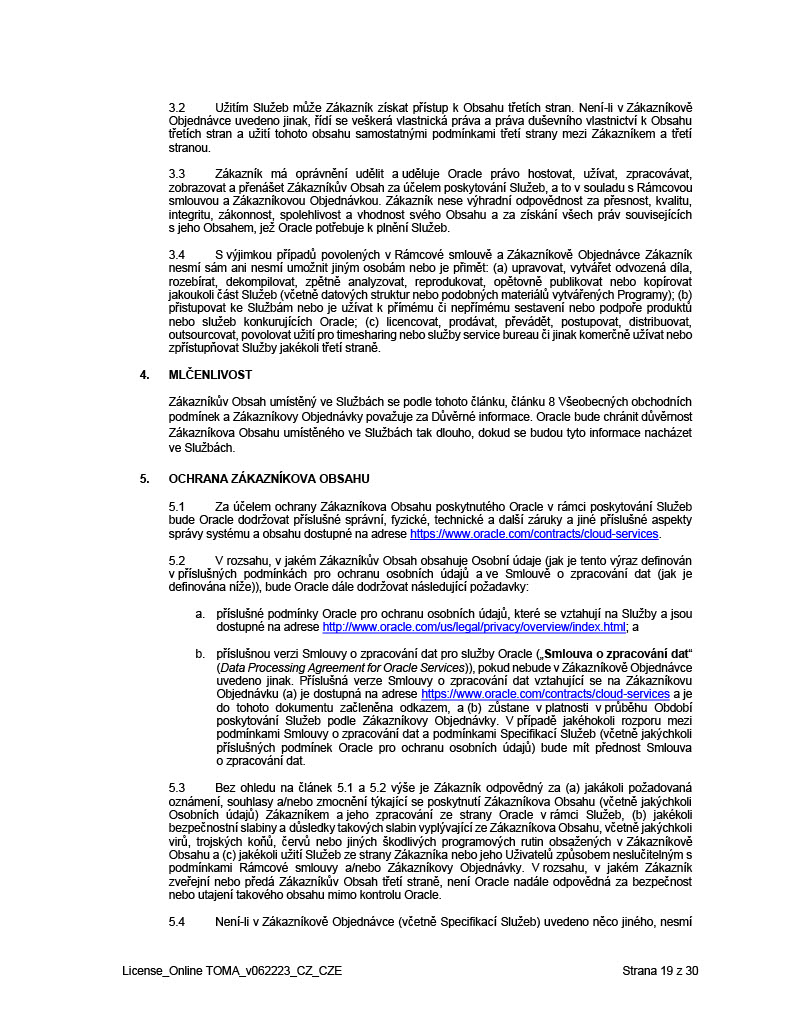 3.2 Užitím Služeb může Zákazník získat přístup k Obsahu třetích stran. Není-li v Zákazníkově
Objednávce uvedeno jinak, řídí se veškerá vlastnická práva a práva duševního vlastnictví k Obsahu
třetích stran a užití tohoto obsahu samostatnými podmínkami třetí strany mezi Zákazníkem a třetí
stranou.
3.3 Zákazník má oprávnění udělit a uděluje Oracle právo hostovat, užívat, zpracovávat,
zobrazovat a přenášet Zákazníkův Obsah za účelem poskytování Služeb, a to v souladu s Rámcovou
smlouvou a Zákazníkovou Objednávkou. Zákazník nese výhradní odpovědnost za přesnost, kvalitu,
integritu, zákonnost, spolehlivost a vhodnost svého Obsahu a za získání všech práv souvisejících
s jeho Obsahem, jež Oracle potřebuje k plnění Služeb.
3.4 S výjimkou případů povolených v Rámcové smlouvě a Zákazníkově Objednávce Zákazník
nesmí sám ani nesmí umožnit jiným osobám nebo je přimět: (a) upravovat, vytvářet odvozená díla,
rozebírat, dekompilovat, zpětně analyzovat, reprodukovat, opětovně publikovat nebo kopírovat
jakoukoli část Služeb (včetně datových struktur nebo podobných materiálů vytvářených Programy); (b)
přistupovat ke Službám nebo je užívat k přímému či nepřímému sestavení nebo podpoře produktů
nebo služeb konkurujících Oracle; (c) licencovat, prodávat, převádět, postupovat, distribuovat,
outsourcovat, povolovat užití pro timesharing nebo služby service bureau či jinak komerčně užívat nebo
zpřístupňovat Služby jakékoli třetí straně.
4. MLČENLIVOST
Zákazníkův Obsah umístěný ve Službách se podle tohoto článku, článku 8 Všeobecných obchodních
podmínek a Zákazníkovy Objednávky považuje za Důvěrné informace. Oracle bude chránit důvěrnost
Zákazníkova Obsahu umístěného ve Službách tak dlouho, dokud se budou tyto informace nacházet
ve Službách.
5. OCHRANA ZÁKAZNÍKOVA OBSAHU
5.1 Za účelem ochrany Zákazníkova Obsahu poskytnutého Oracle v rámci poskytování Služeb
bude Oracle dodržovat příslušné správní, fyzické, technické a další záruky a jiné příslušné aspekty
správy systému a obsahu dostupné na adrese https://www.oracle.com/contracts/cloud-services.
5.2 V rozsahu, v jakém Zákazníkův Obsah obsahuje Osobní údaje (jak je tento výraz definován
v příslušných podmínkách pro ochranu osobních údajů a ve Smlouvě o zpracování dat (jak je
definována níže)), bude Oracle dále dodržovat následující požadavky:
a. příslušné podmínky Oracle pro ochranu osobních údajů, které se vztahují na Služby a jsou
dostupné na adrese http://www.oracle.com/us/legal/privacy/overview/index.html; a
b. příslušnou verzi Smlouvy o zpracování dat pro služby Oracle („Smlouva o zpracování dat“
(Data Processing Agreement for Oracle Services)), pokud nebude v Zákazníkově Objednávce
uvedeno jinak. Příslušná verze Smlouvy o zpracování dat vztahující se na Zákazníkovu
Objednávku (a) je dostupná na adrese https://www.oracle.com/contracts/cloud-services a je
do tohoto dokumentu začleněna odkazem, a (b) zůstane v platnosti v průběhu Období
poskytování Služeb podle Zákazníkovy Objednávky. V případě jakéhokoli rozporu mezi
podmínkami Smlouvy o zpracování dat a podmínkami Specifikací Služeb (včetně jakýchkoli
příslušných podmínek Oracle pro ochranu osobních údajů) bude mít přednost Smlouva
o zpracování dat.
5.3 Bez ohledu na článek 5.1 a 5.2 výše je Zákazník odpovědný za (a) jakákoli požadovaná
oznámení, souhlasy a/nebo zmocnění týkající se poskytnutí Zákazníkova Obsahu (včetně jakýchkoli
Osobních údajů) Zákazníkem a jeho zpracování ze strany Oracle v rámci Služeb, (b) jakékoli
bezpečnostní slabiny a důsledky takových slabin vyplývající ze Zákazníkova Obsahu, včetně jakýchkoli
virů, trojských koňů, červů nebo jiných škodlivých programových rutin obsažených v Zákazníkově
Obsahu a (c) jakékoli užití Služeb ze strany Zákazníka nebo jeho Uživatelů způsobem neslučitelným s
podmínkami Rámcové smlouvy a/nebo Zákazníkovy Objednávky. V rozsahu, v jakém Zákazník
zveřejní nebo předá Zákazníkův Obsah třetí straně, není Oracle nadále odpovědná za bezpečnost
nebo utajení takového obsahu mimo kontrolu Oracle.
5.4 Není-li v Zákazníkově Objednávce (včetně Specifikací Služeb) uvedeno něco jiného, nesmí
License_Online TOMA_v062223_CZ_CZE Strana 19 z 30